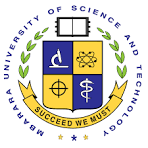 MBARARA UNIVERSITY OF SCIENCE AND TECHNOLOGY
SUCCEED WE MUST